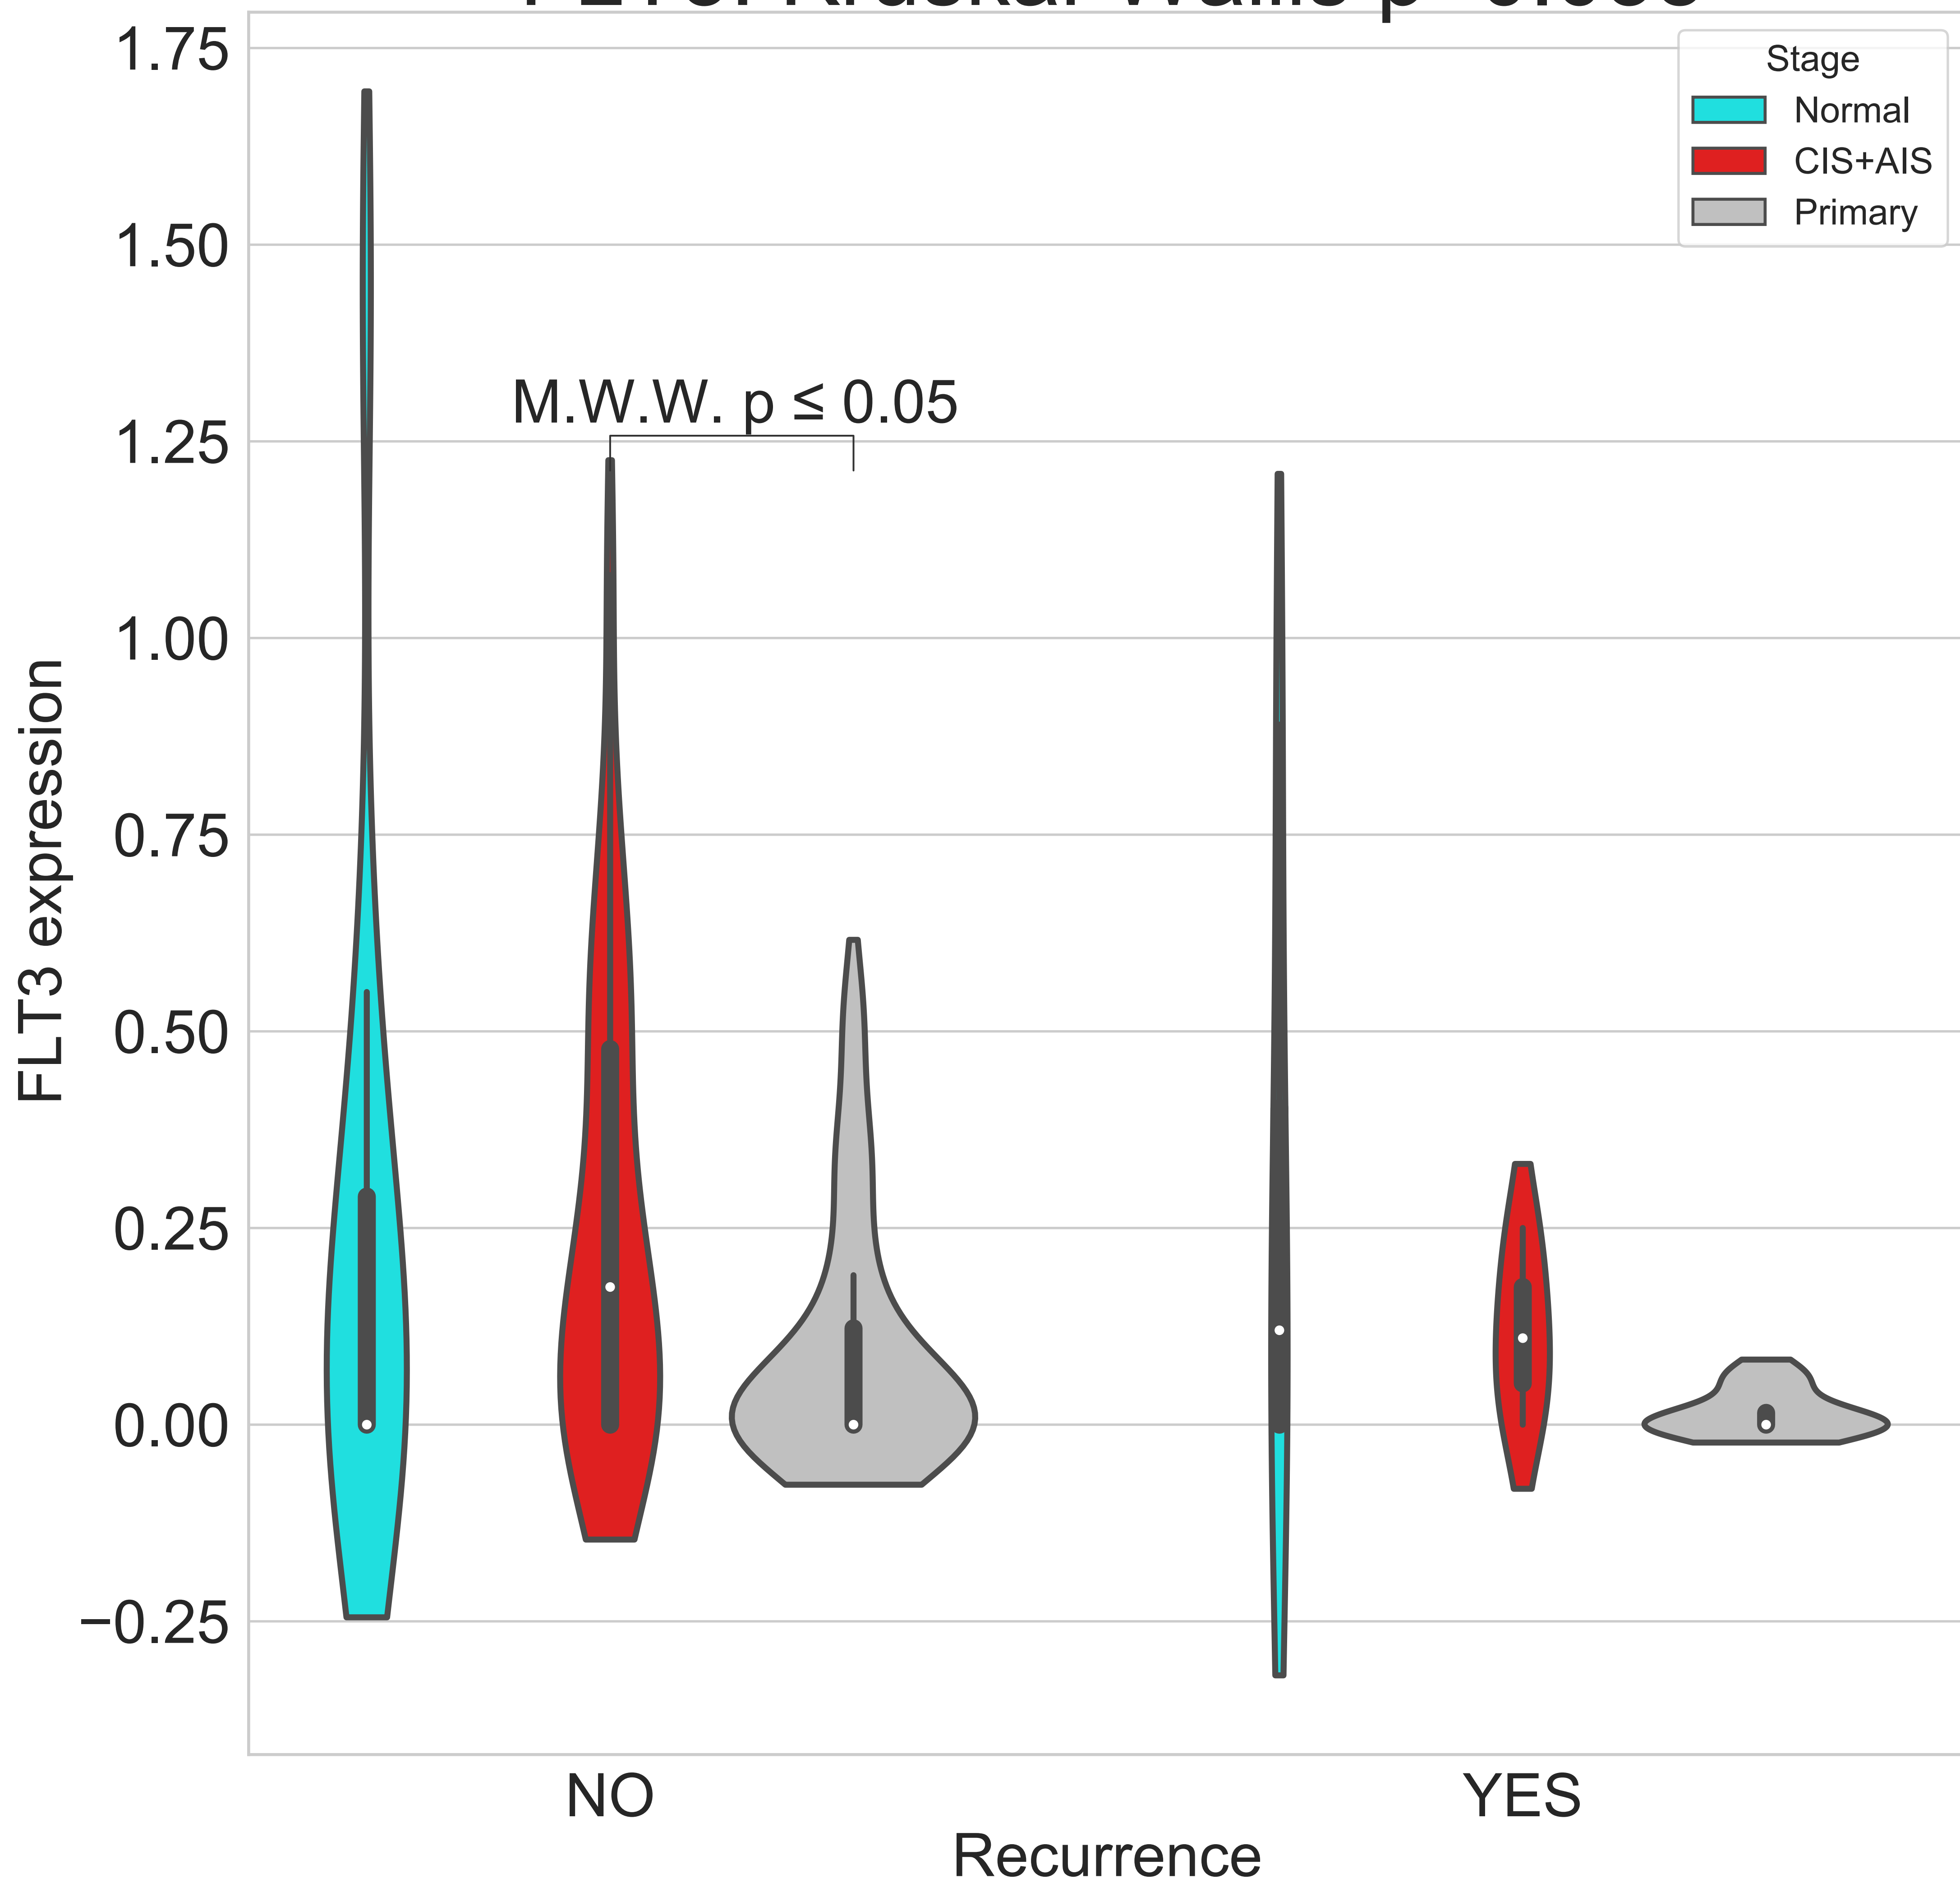 1.75
1.50
1.25
1.00
0.75
0.50
0.25
0.00
−0.25
FLT3 expression
M.W.W. p ≤ 0.05
Stage
Normal
CIS+AIS
Primary
NO
YES
Recurrence